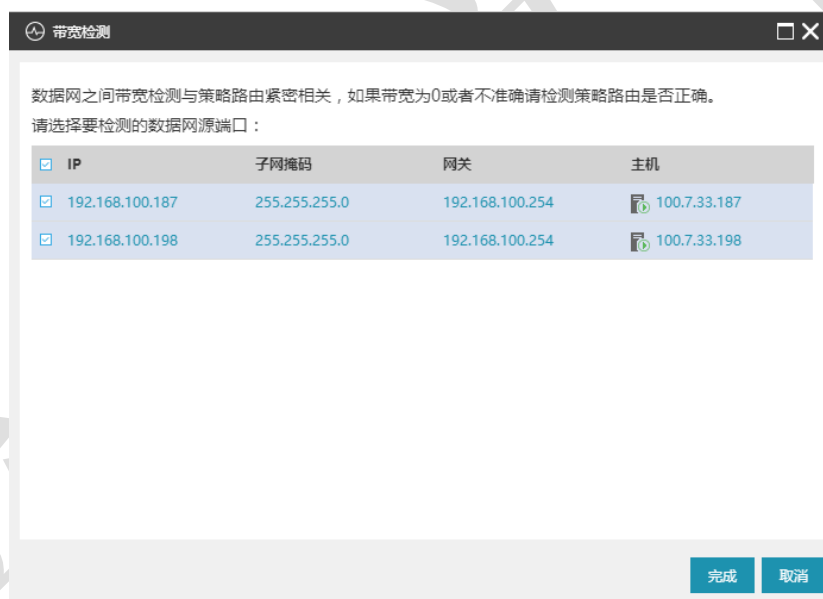 带宽检测
数据网之间带宽检测与策略路由紧密相关，如果带宽为0或者不准确请检测策略路由是否正确。
请选择要检测的数据网源端口：
IP 子网掩码 网关 主机
192.168.100.187 255.255.255.0 192.168.100.254 100.7.33.187
192.168.100.198 255.255.255.0 192.168.100.254 100.7.33.198
完成 取消